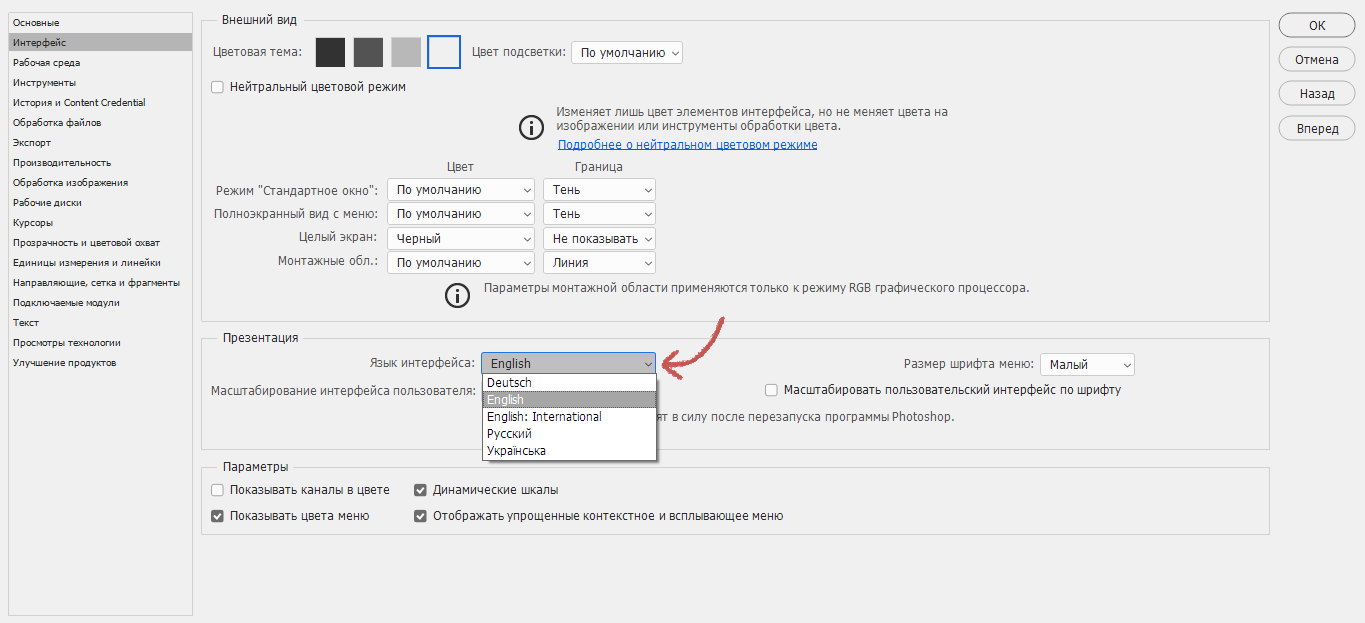 Основные
Интерфейс
Рабочая среда
Инструменты
История и Content Credential
Обработка файлов
Экспорт
Производительность
Обработка изображения
Рабочие диски
Курсоры
Прозрачность и цветовой охват
Единицы измерения и линейки
Направляющие, сетка и фрагменты
Подключаемые модули
Текст
Просмотры технологии
Улучшение продуктов
Внешний вид
Цветовая тема: Цвет подсветки: По умолчанию
Нейтральный цветовой режим
Изменяет лишь цвет элементов интерфейса, но не меняет цвета на
изображении или инструменты обработки цвета.
Подробнее о нейтральном цветовом режиме
Цвет Граница
Режим "Стандартное окно": По умолчанию Тень
Полноэкранный вид с меню: По умолчанию Тень
Целый экран: Черный Не показывать
Монтажные обл.: По умолчанию Линия
Параметры монтажной области применяются только к режиму RGB графического процессора.
Презентация
Язык интерфейса: English Размер шрифта меню: Малый
Deutsch
English
English: International
Русский
Українська
Масштабирование интерфейса пользователя: Масштабировать пользовательский интерфейс по шрифту
в силу после перезапуска программы Photoshop.
Параметры
Показывать каналы в цвете Динамические шкалы
Показывать цвета меню Отображать упрощенные контекстное и всплывающее меню
ОК
Отмена
Назад
Вперед